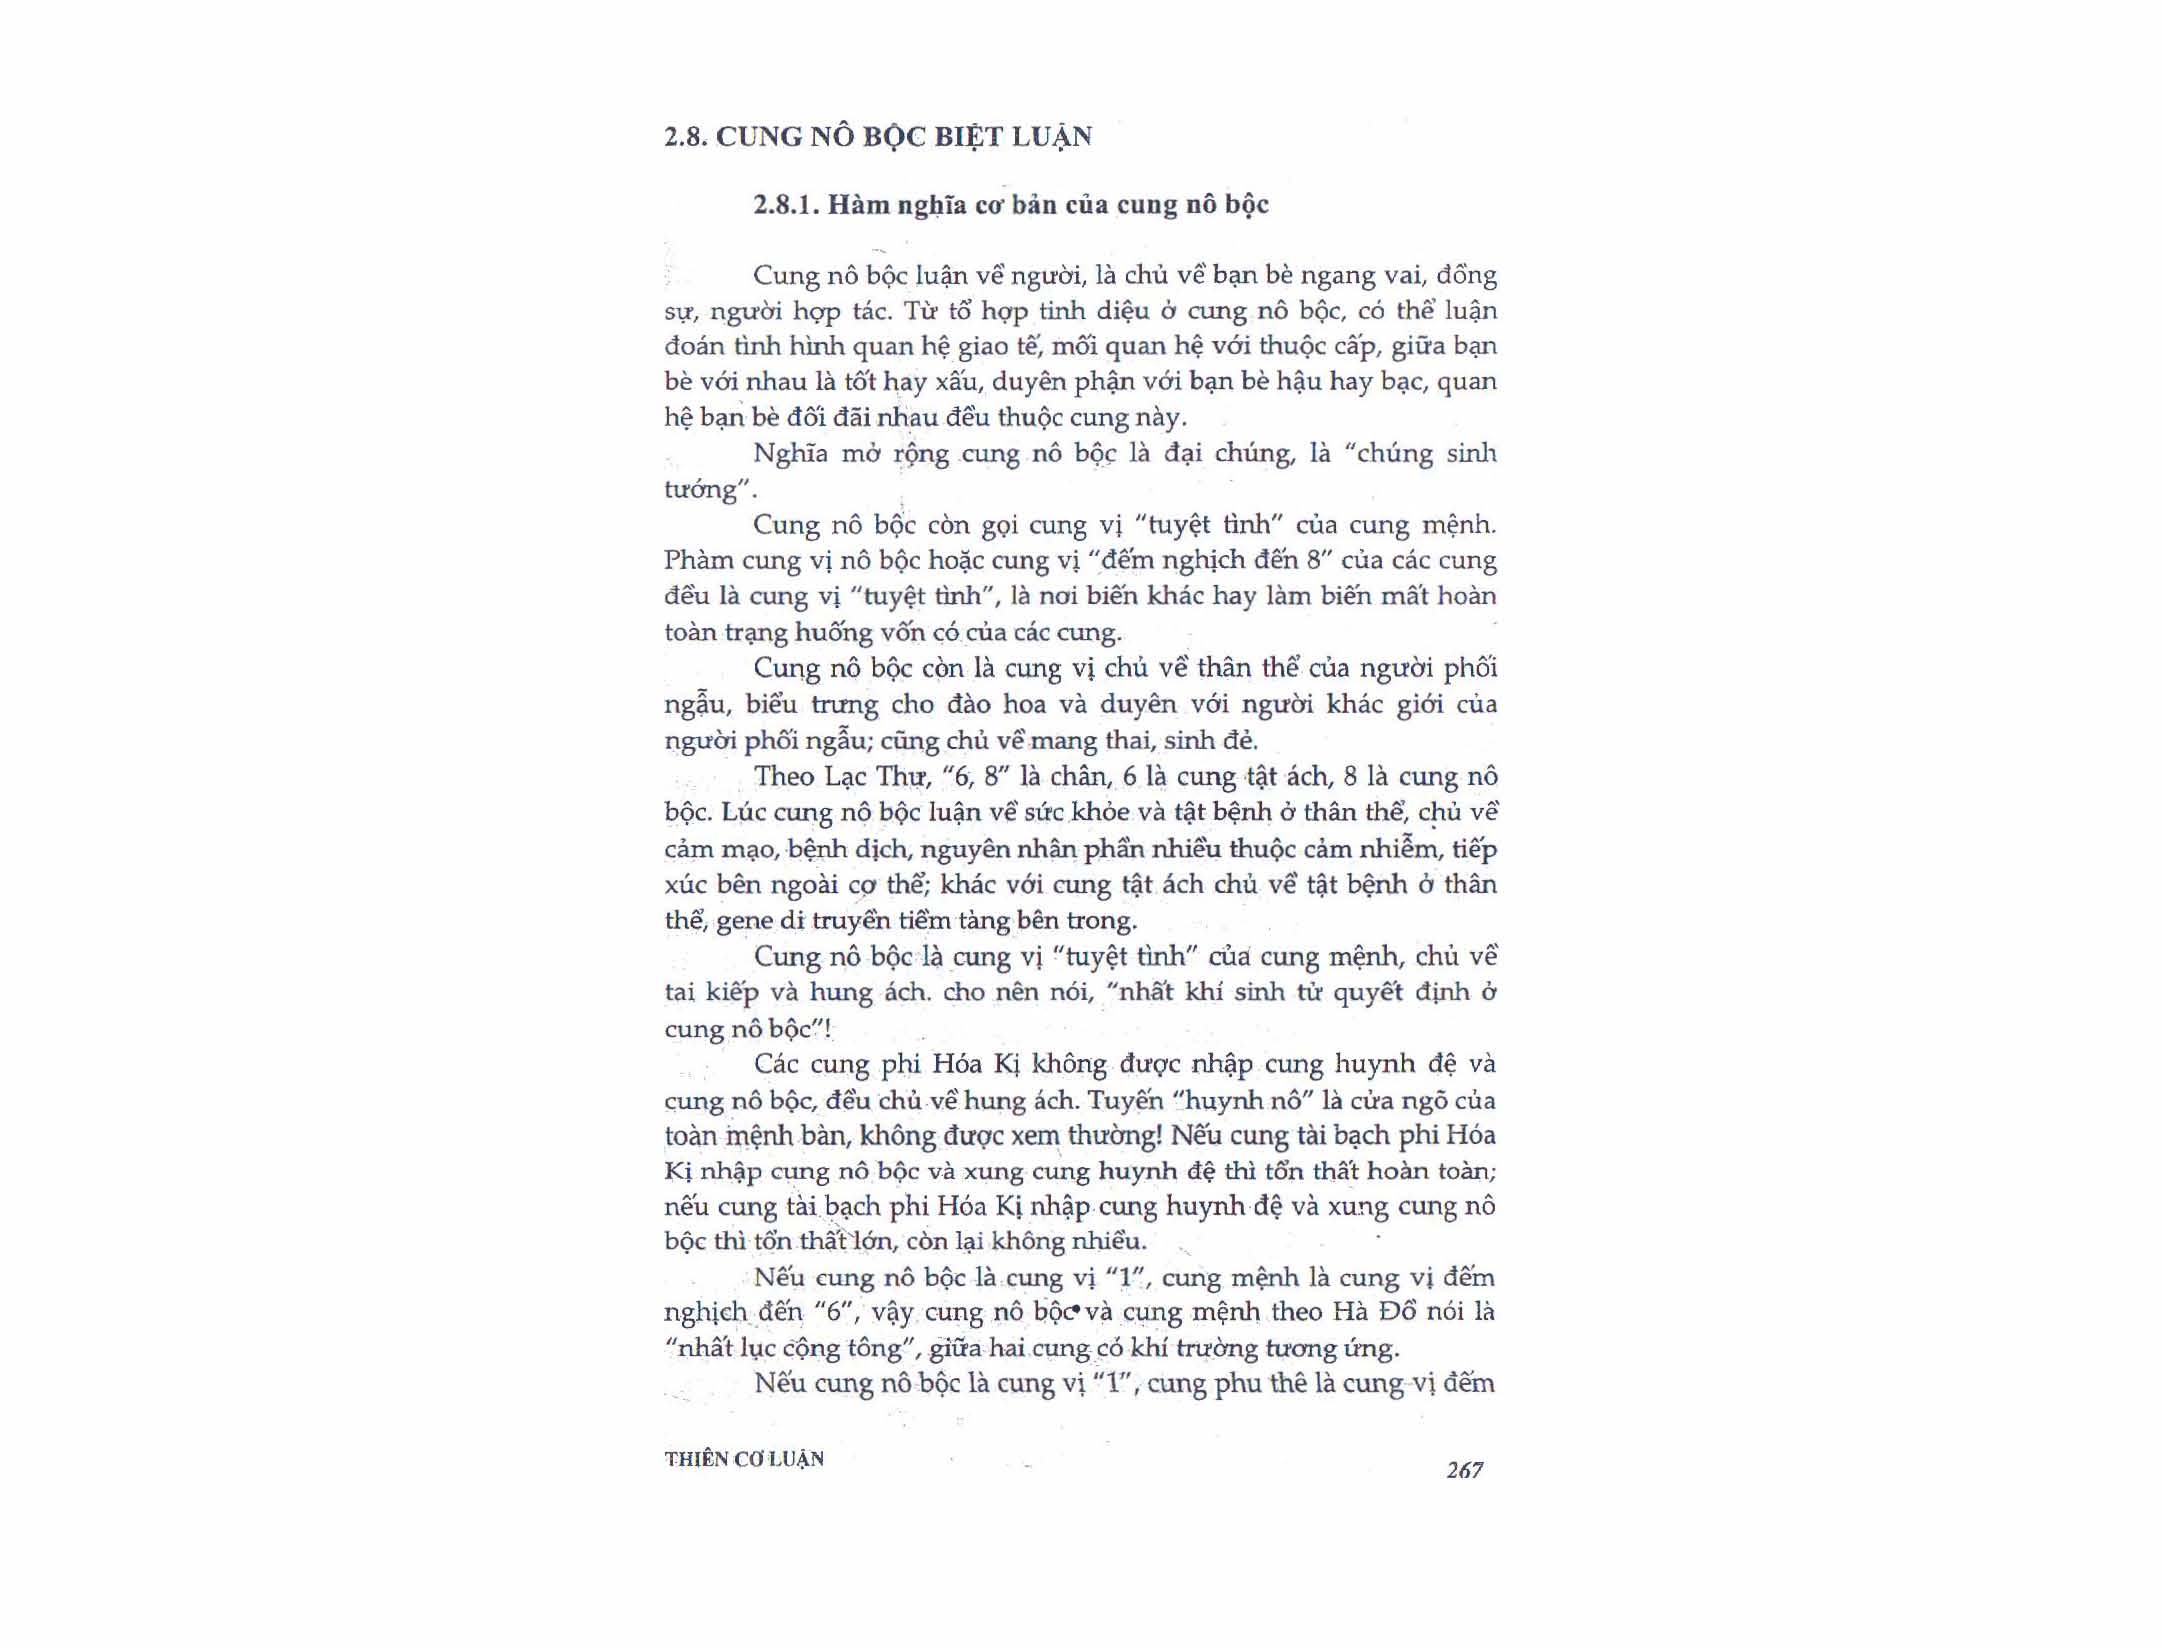 2.8. CUNG NÔ BỘC BIỆT LUẬN
2.8.1. Hàm nghĩa cơ bản của cung nô bộc
Cung nô bộc luận về người, là chủ về bạn bè ngang vai, đồng
sự, người hợp tác. Từ tổ hợp tinh diệu ở cung nô bộc, có thể luận
đoán tình hình quan hệ giao tế, mối quan hệ với thuộc cấp, giữa bạn
bè với nhau là tốt hay xấu, duyên phận với bạn bè hậu hay bạc, quan
hệ bạn bè đối đãi nhau đều thuộc cung này.
Nghĩa mở rộng cung nô bộc là đại chúng, là "chúng sinh
tướng".
Cung nô bộc còn gọi cung vị "tuyệt tình" của cung mệnh.
Phàm cung vị nô bộc hoặc cung vị "đếm nghịch đến 8" của các cung
đều là cung vị "tuyệt tình", là nơi biến khác hay làm biến mất hoàn
toàn trạng huống vốn có của các cung.
Cung nô bộc còn là cung vị chủ về thân thể của người phối
ngẫu, biểu trưng cho đào hoa và duyên với người khác giới của
người phối ngẫu; cũng chủ về mang thai, sinh đẻ.
Theo Lạc Thư, "6, 8" là chân, 6 là cung tật ách, 8 là cung nô
bộc. Lúc cung nô bộc luận về sức khỏe và tật bệnh ở thân thể, chủ về
cảm mạo, bệnh dịch, nguyên nhân phần nhiều thuộc cảm nhiễm, tiếp
xúc bên ngoài cơ thể; khác với cung tật ách chủ về tật bệnh ở thân
thể, gene di truyền tiềm tàng bên trong.
Cung nô bộc là cung vị "tuyệt tình" của cung mệnh, chủ về
tai kiếp và hung ách. cho nên nói, "nhất khí sinh tử quyết định ở
cung nô bộc"!
Các cung phi Hóa Kị không được nhập cung huynh đệ và
cung nô bộc, đều chủ về hung ách. Tuyến "huynh nô" là cửa ngõ của
toàn mệnh bàn, không được xem thường! Nếu cung tài bạch phi Hóa
Kị nhập cung nô bộc và xung cung huynh đệ thì tổn thất hoàn toàn;
nếu cung tài bạch phi Hóa Kị nhập cung huynh đệ và xung cung nô
bộc thì tổn thất lớn, còn lại không nhiều.
Nếu cung nô bộc là cung vị "1", cung mệnh là cung vị đếm
nghịch đến "6", vậy cung nô bộc và cung mệnh theo Hà Đồ nói là
"nhất lục cộng tông", giữa hai cung có khí trường tương ứng.
Nếu cung nô bộc là cung vị "1", cung phu thê là cung vị đếm
THIÊN CƠ LUẬN
267